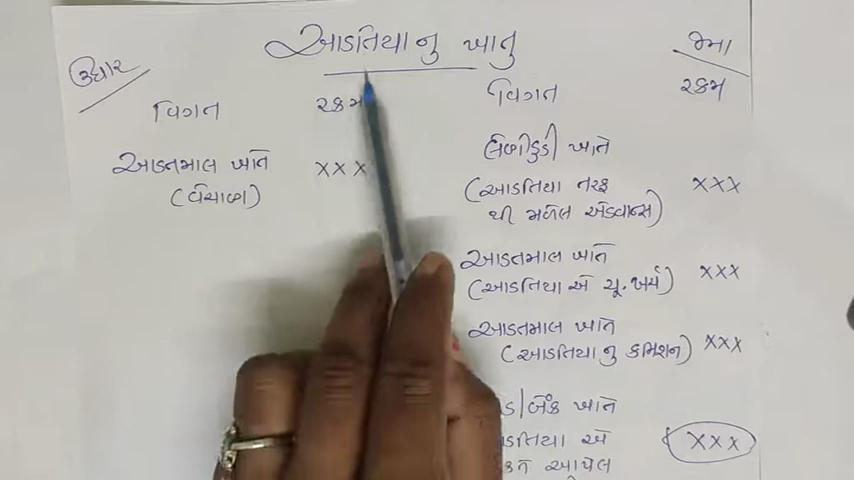 આડતિયાનુ ખાતુ
ઉધાર
જમા
વિગત રકમ વિગત રકમ
આડતમાલ ખાતે xxx
(વેચાણ)
લેણીહુંડી ખાતે
(આડતિયા તરફ xxx
થી મળેલ એડવાન્સ)
આડતમાલ ખાતે
(આડતિયા એ ચૂ. ખર્ચ) xxx
આડતમાલ ખાતે
(આડતિયાનુ કમિશન) xxx
બેંક ખાતે
એ xxx
આપેલ